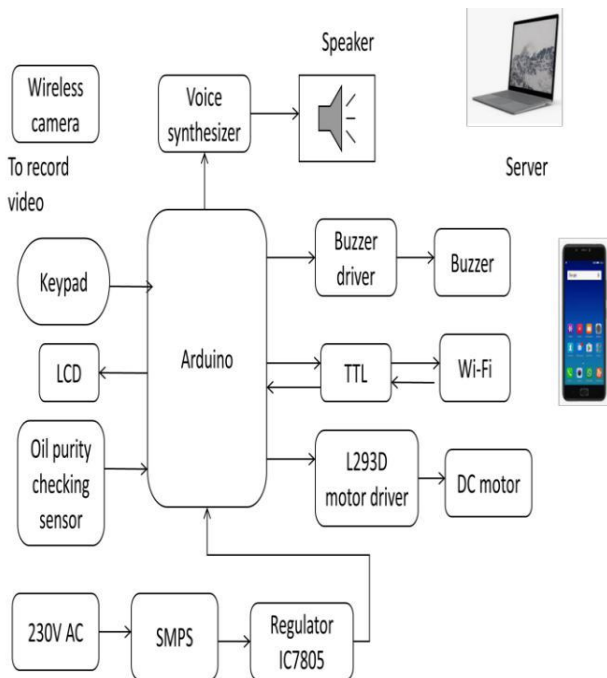 Speaker
Wireless
camera
Voice
synthesizer
To record
video
Server
Keypad
Buzzer
driver
Buzzer
Arduino
LCD
TTL
Wi-Fi
Oil purity
checking
sensor
L293D
motor driver
DC motor
230V AC
SMPS
Regulator
IC7805